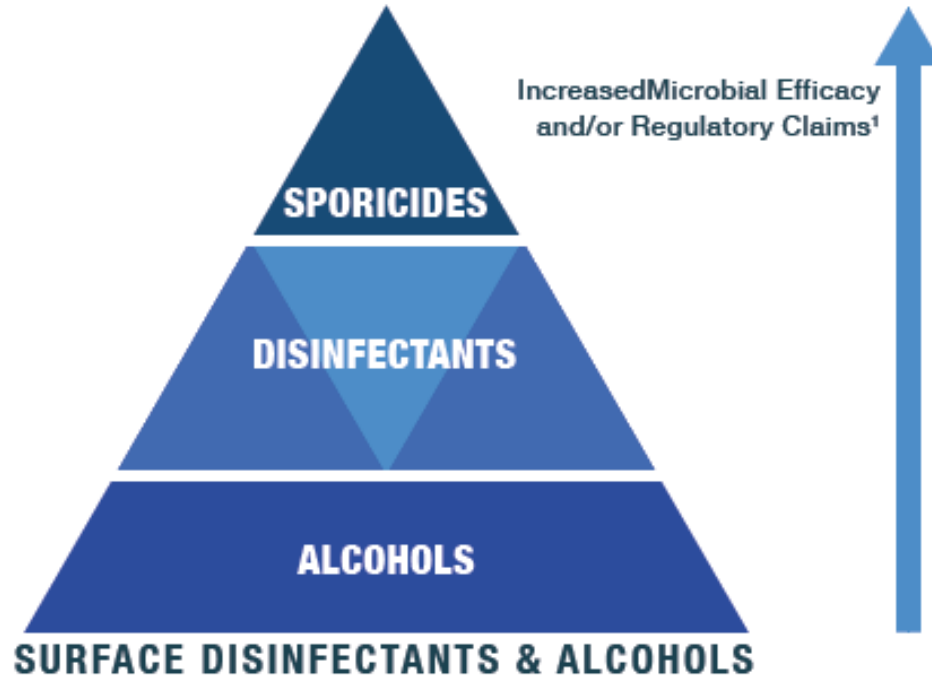 IncreasedMicrobial Efficacy
and/or Regulatory Claims¹
SPORICIDES
DISINFECTANTS
ALCOHOLS
SURFACE DISINFECTANTS & ALCOHOLS